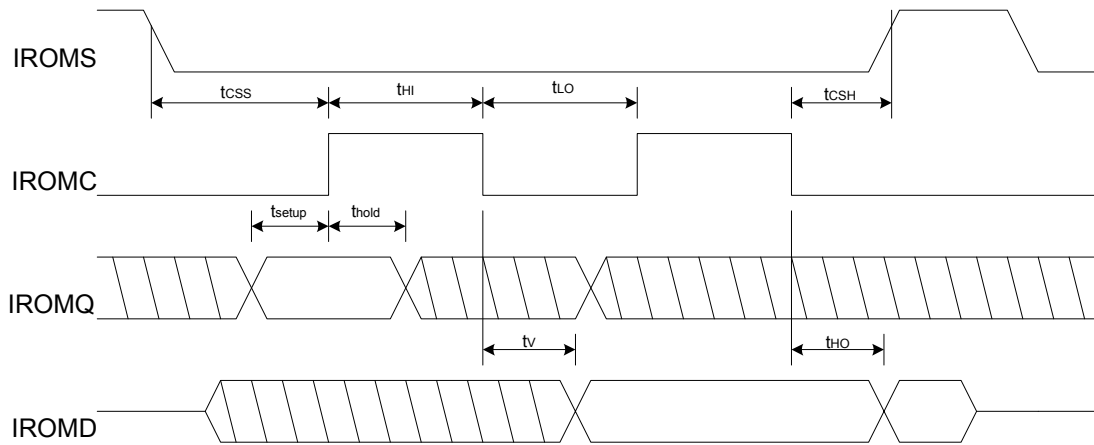 IROMS
tCSS
tHI
tLO
tCSH
IROMC
tsetup
thold
IROMQ
tV
tHO
IROMD